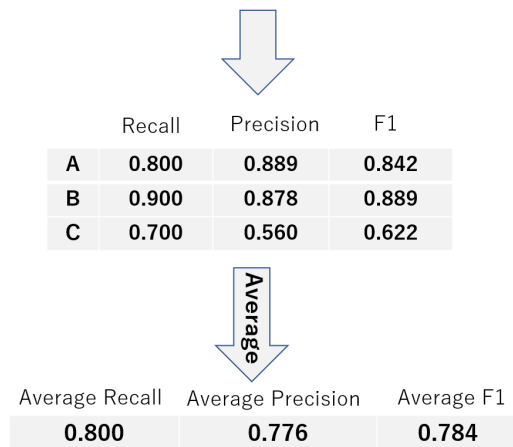 Recall Precision F1
A 0.800 0.889 0.842
B 0.900 0.878 0.889
C 0.700 0.560 0.622
Average
Average Recall Average Precision Average F1
0.800 0.776 0.784